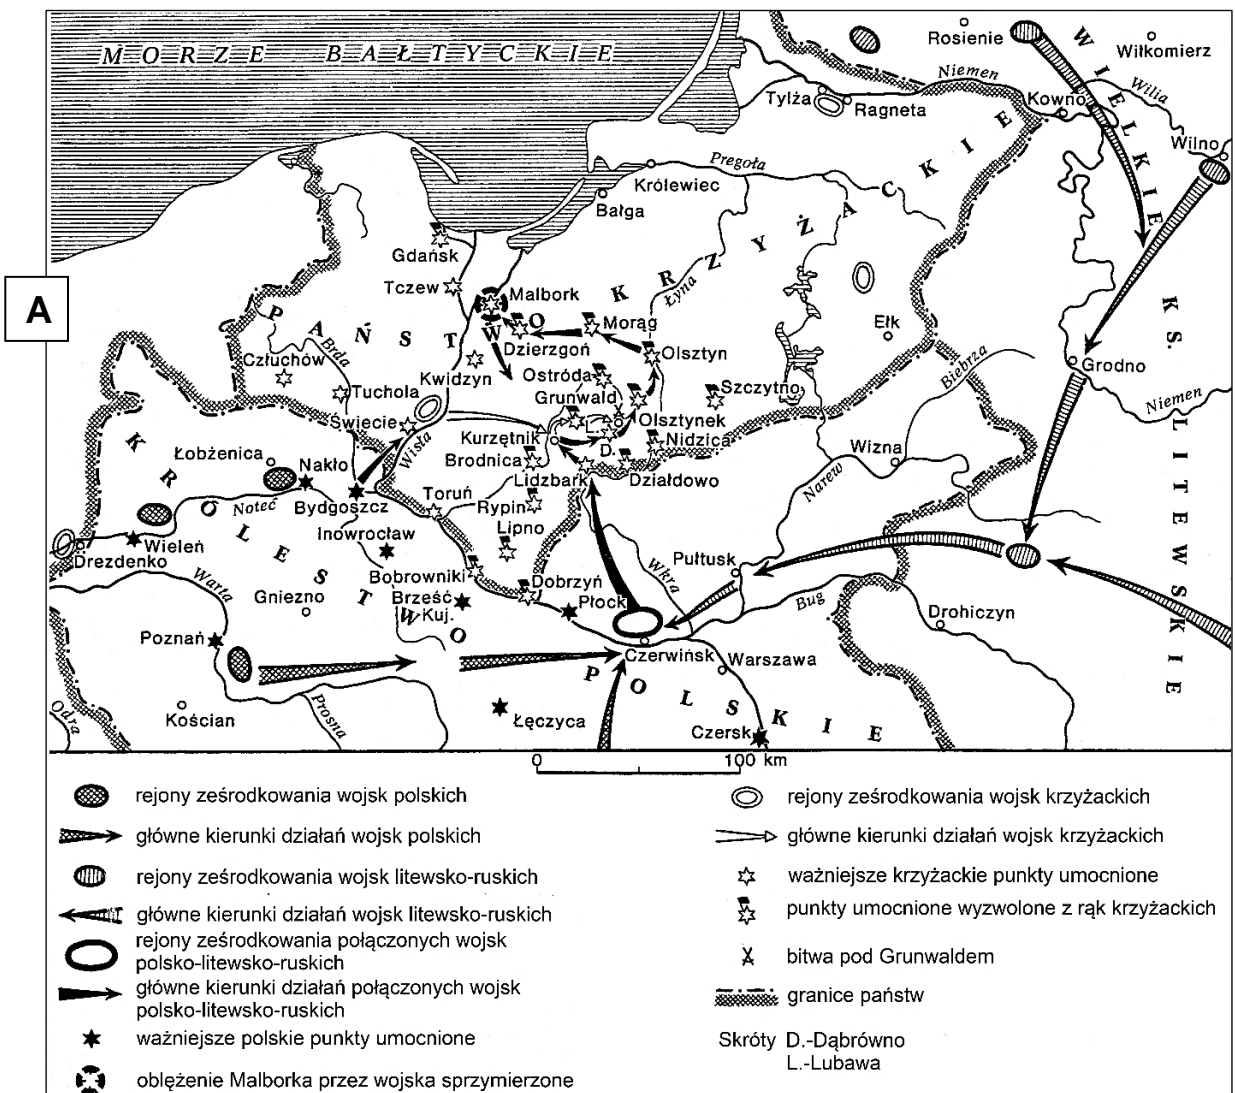 MORZE BAŁTYCKIE
Rosienie
Wiłkomierz
WIELKIE KS. LITEWSKIE
Niemen
Wilia
Tylża
Ragneta
Kowno
Wilno
Pregoła
Królewiec
Bałga
Gdańsk
Tczew
A
Malbork
PAŃSTWO KRZYŻACKIE
Łyna
Morąg
Ełk
Dzierzgoń
Olsztyn
Biebrza
Grodno
Człuchów
Brda
Kwidzyn
Ostróda
Szczytno
Tuchola
Grunwald
Niemen
Świecie
L.
Olsztynek
Kurzętnik
D.
Nidzica
Wizna
Łobżenica
Nakło
Wisła
Brodnica
Lidzbark
Działdowo
Narew
KRÓLESTWO POLSKIE
Noteć
Bydgoszcz
Toruń
Rypin
Inowrocław
Lipno
Wieleń
Drezdenko
Pułtusk
Wkra
Warta
Gniezno
Bobrowniki
Dobrzyń
Brześć
Kuj.
Płock
Bug
Drohiczyn
Poznań
Czerwińsk
Warszawa
Odra
Kościan
Prosna
Łęczyca
Czersk
0 100 km
rejony ześrodkowania wojsk polskich
główne kierunki działań wojsk polskich
rejony ześrodkowania wojsk litewsko-ruskich
główne kierunki działań wojsk litewsko-ruskich
rejony ześrodkowania połączonych wojsk
polsko-litewsko-ruskich
główne kierunki działań połączonych wojsk
polsko-litewsko-ruskich
ważniejsze polskie punkty umocnione
oblężenie Malborka przez wojska sprzymierzone
rejony ześrodkowania wojsk krzyżackich
główne kierunki działań wojsk krzyżackich
ważniejsze krzyżackie punkty umocnione
punkty umocnione wyzwolone z rąk krzyżackich
bitwa pod Grunwaldem
granice państw
Skróty D.-Dąbrówno
L.-Lubawa